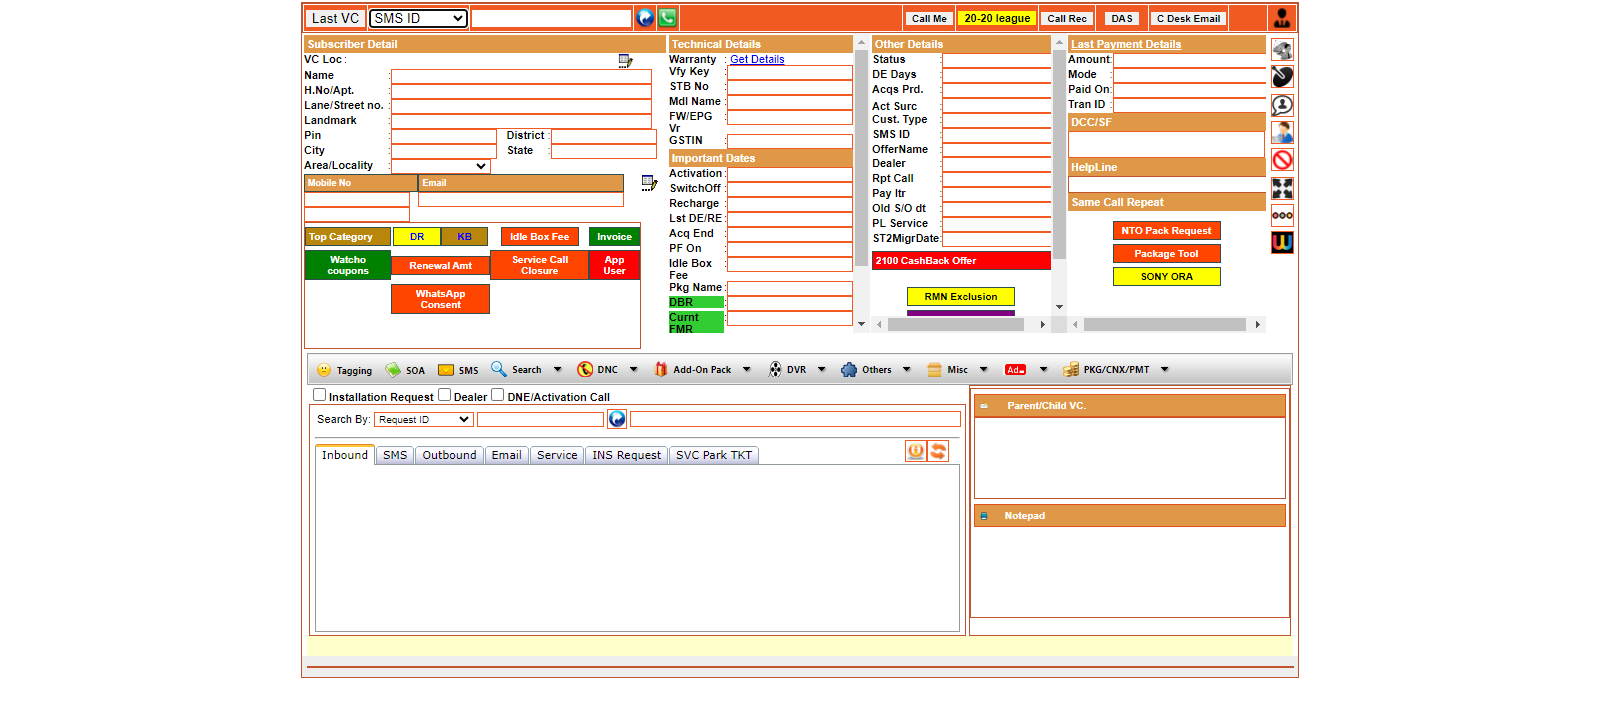 Last VC SMS ID Call Me 20-20 league Call Rec DAS C Desk Email
Subscriber Detail
VC Loc :
Name :
H.No/Apt. :
Lane/Street no. :
Landmark :
Pin : District :
City : State :
Area/Locality :
Mobile No Email
Top Category DR KB Idle Box Fee Invoice
Watcho coupons
Renewal Amt
Service Call Closure
App User
WhatsApp Consent
Technical Details
Warranty : Get Details
Vfy Key :
STB No :
Mdl Name :
FW/EPG Vr :
GSTIN :
Important Dates
Activation :
SwitchOff :
Recharge :
Lst DE/RE :
Acq End :
PF On :
Idle Box Fee :
Pkg Name :
DBR :
Curnt FMR :
Other Details
Status :
DE Days :
Acqs Prd. :
Act Surc :
Cust. Type :
SMS ID :
OfferName :
Dealer :
Rpt Call :
Pay Itr :
Old S/O dt :
PL Service :
ST2MigrDate:
2100 CashBack Offer
RMN Exclusion
Last Payment Details
Amount:
Mode :
Paid On:
Tran ID :
DCC/SF
HelpLine
Same Call Repeat
NTO Pack Request
Package Tool
SONY ORA
Tagging SOA SMS Search DNC Add-On Pack DVR Others Misc Ad PKG/CNX/PMT
Installation Request Dealer DNE/Activation Call
Search By: Request ID
Inbound SMS Outbound Email Service INS Request SVC Park TKT
Parent/Child VC.
Notepad